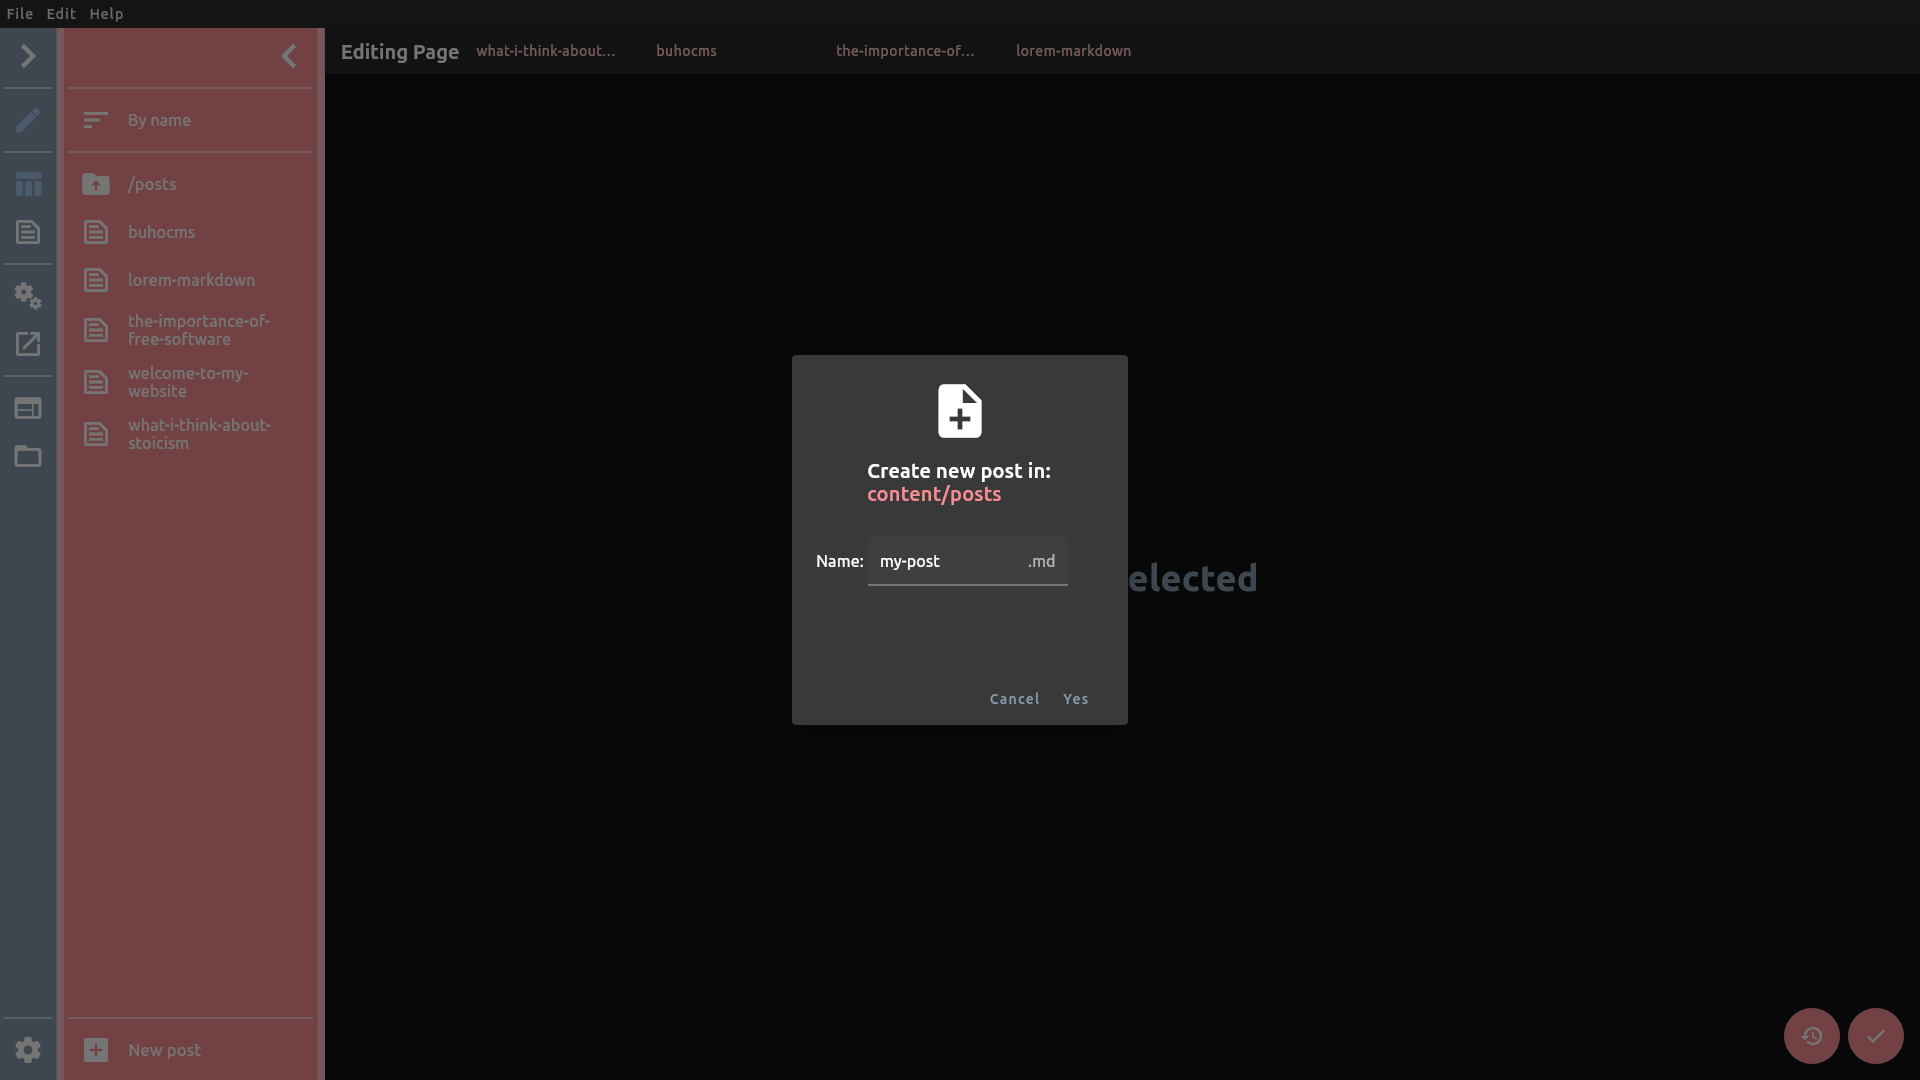 File Edit Help
Editing Page what-i-think-about... buhocms the-importance-of... lorem-markdown
By name
/posts
buhocms
lorem-markdown
the-importance-of-
free-software
welcome-to-my-
website
what-i-think-about-
stoicism
New post
Create new post in:
content/posts
Name: my-post .md
elected
Cancel Yes